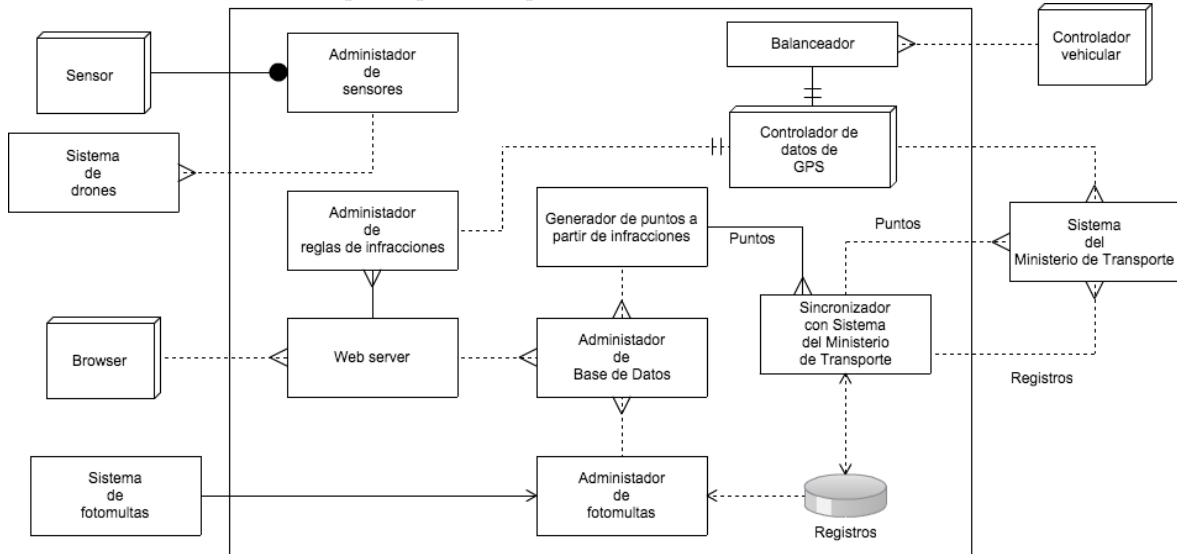 Sensor
Administador
de
sensores
Balanceador
Controlador
vehicular
Sistema
de
drones
Controlador de
datos de
GPS
Administador
de
reglas de infracciones
Generador de puntos a
partir de infracciones
Puntos
Puntos
Sistema
del
Ministerio de Transporte
Browser
Web server
Administador
de
Base de Datos
Sincronizador
con Sistema
del Ministerio
de Transporte
Registros
Sistema
de
fotomultas
Administador
de
fotomultas
Registros